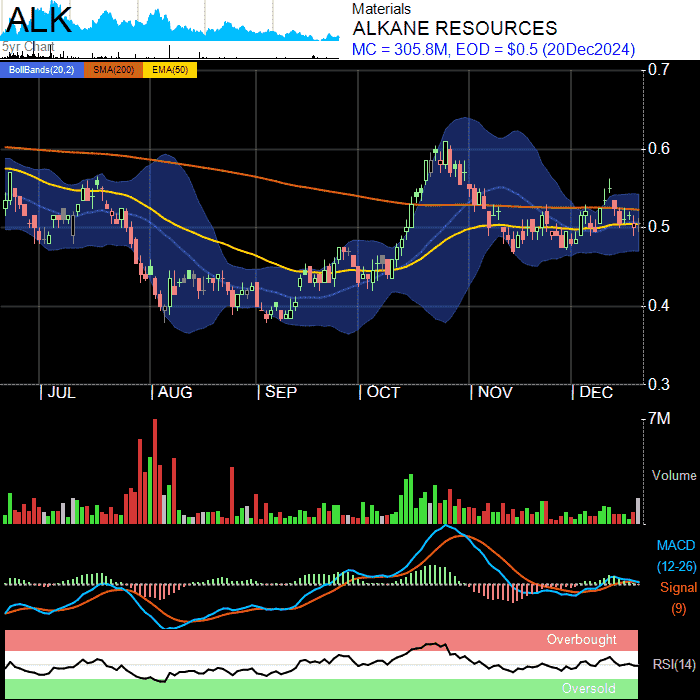 ALK
5yr Chart
Materials
ALKANE RESOURCES
MC = 305.8M, EOD = $0.5 (20Dec2024)
BollBands(20,2) SMA(200) EMA(50)
0.7
0.6
0.5
0.4
0.3
JUL AUG SEP OCT NOV DEC
7M
Volume
MACD
(12-26)
Signal
(9)
Overbought
RSI(14)
Oversold